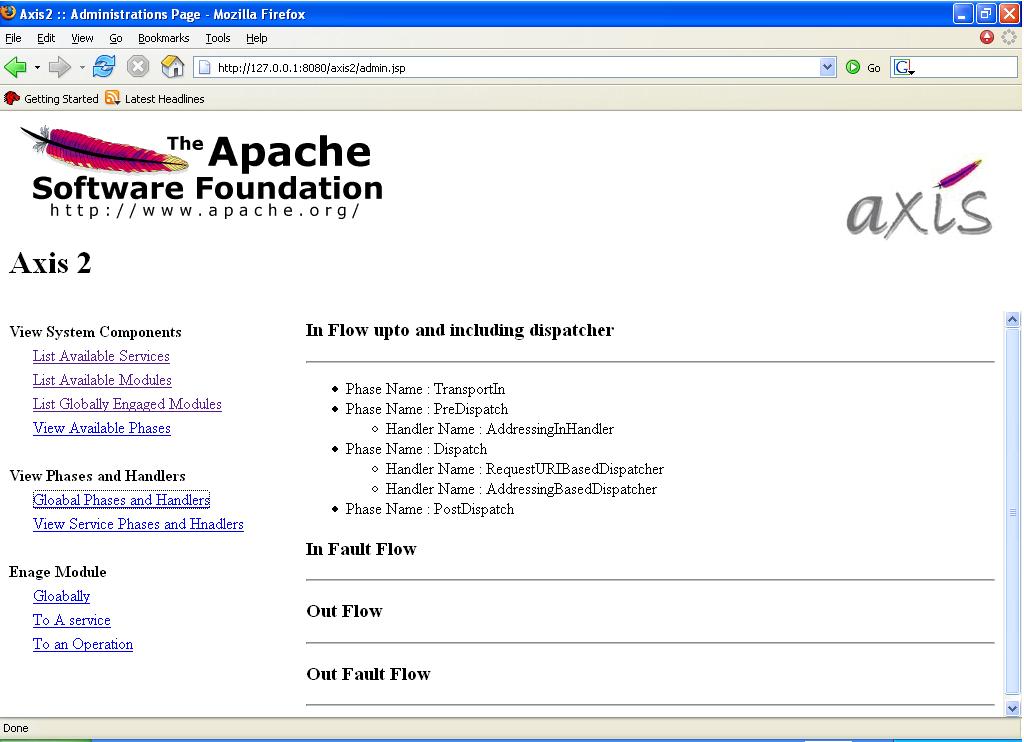 Axis2 :: Administrations Page - Mozilla Firefox
File Edit View Go Bookmarks Tools Help
http://127.0.0.1:8080/axis2/admin.jsp Go G
Getting Started Latest Headlines
The Apache
Software Foundation
http://www.apache.org/
axis
Axis 2
View System Components
List Available Services
List Available Modules
List Globally Engaged Modules
View Available Phases
View Phases and Handlers
Gloabal Phases and Handlers
View Service Phases and Hnadlers
Enage Module
Gloabally
To A service
To an Operation
In Flow upto and including dispatcher
Phase Name : TransportIn
Phase Name : PreDispatch
Handler Name : AddressingInHandler
Phase Name : Dispatch
Handler Name : RequestURIBasedDispatcher
Handler Name : AddressingBasedDispatcher
Phase Name : PostDispatch
In Fault Flow
Out Flow
Out Fault Flow
Done